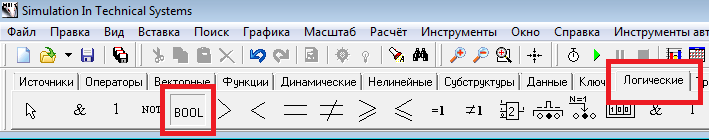 Simulation In Technical Systems
Файл Правка Вид Вставка Поиск Графика Масштаб Расчёт Инструменты Окно Справка Инструменты авт
Источники Операторы Векторные Функции Динамические Нелинейные Субструктуры Данные Ключ Логические
& 1 NOT BOOL > < = ≠ ≥ ≤ =1 ≠1 2 N=1 & 1